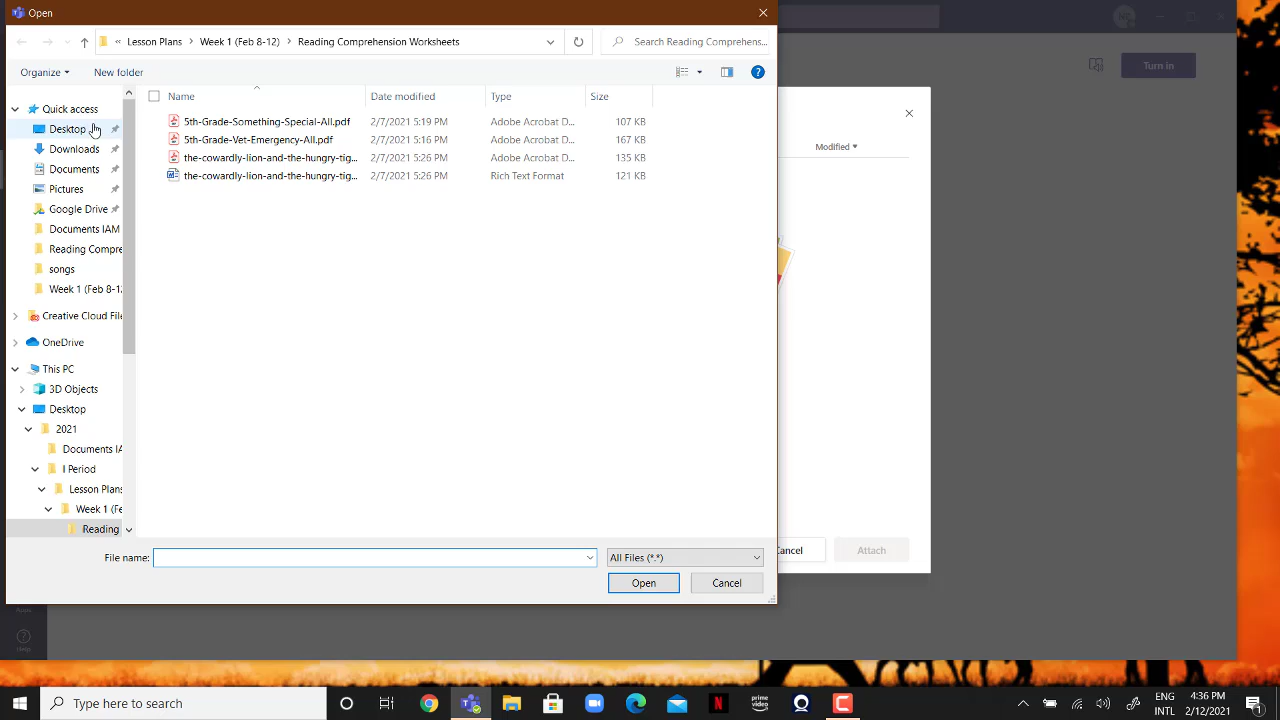 Open
« Lesson Plans > Week 1 (Feb 8-12) > Reading Comprehension Worksheets
Search Reading Comprehens...
Organize
New folder
Turn in
Name
Date modified
Type
Size
Modified
Quick access
Desktop
Downloads
Documents
Pictures
Google Drive
Documents IAM
Reading Compre
songs
Week 1 (Feb 8-12
Creative Cloud File
OneDrive
This PC
3D Objects
Desktop
2021
Documents IA
I Period
Lesson Plans
Week 1 (Fe
Reading
5th-Grade-Something-Special-All.pdf 2/7/2021 5:19 PM Adobe Acrobat D... 107 KB
5th-Grade-Vet-Emergency-All.pdf 2/7/2021 5:16 PM Adobe Acrobat D... 167 KB
the-cowardly-lion-and-the-hungry-tig... 2/7/2021 5:26 PM Adobe Acrobat D... 135 KB
the-cowardly-lion-and-the-hungry-tig... 2/7/2021 5:26 PM Rich Text Format 121 KB
File name:
All Files (*.*)
Open
Cancel
Cancel
Attach
Help
Type here to search
prime video
ENG
INTL
4:36 PM
2/12/2021